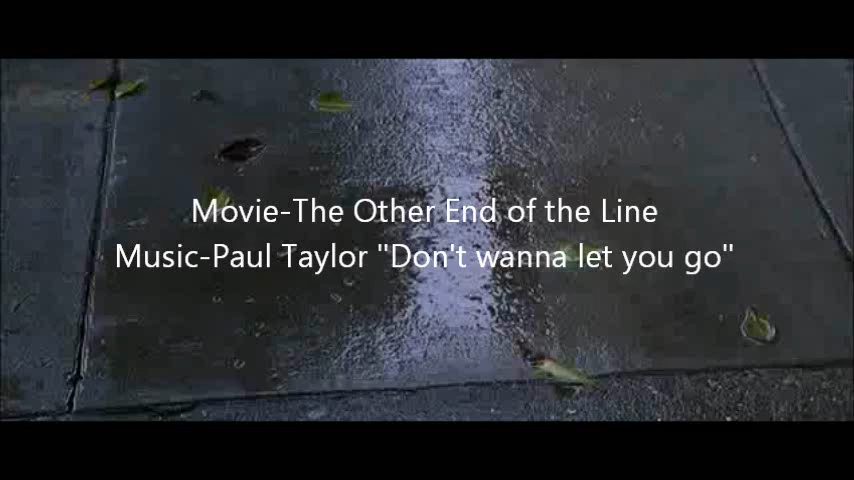 Movie-The Other End of the Line
Music-Paul Taylor "Don't wanna let you go"